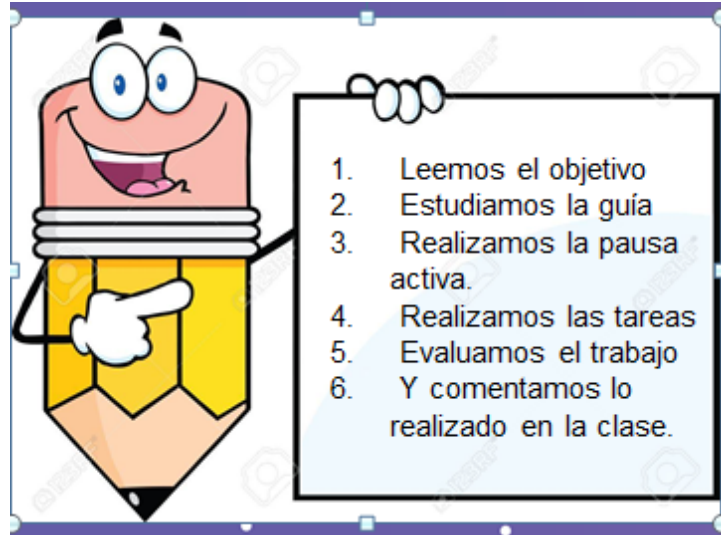 1. Leemos el objetivo
2. Estudiamos la guía
3. Realizamos la pausa
activa.
4. Realizamos las tareas
5. Evaluamos el trabajo
6. Y comentamos lo
realizado en la clase.